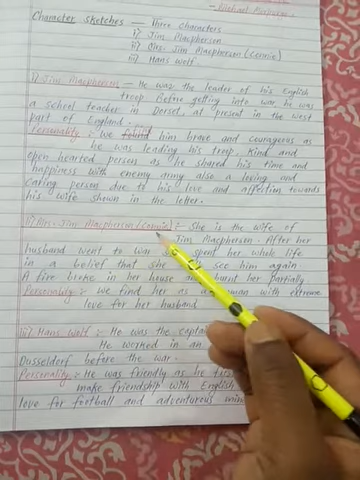 - Michael Morpurgo
Character sketches - Three Characters
i) Jim Macpherson
ii) Mrs. Jim Macpherson (Connie)
iii) Hans Wolf.
i) Jim Macpherson - He was the leader of his English
troop Before getting into war, he was
a school teacher in Dorset, at present in the west
part of England.
Personality :- We him brave and courageous as
he was leading his troop. Kind and
open hearted person as he shared his time and
happiness with enemy army also a loving and
caring person due to his love and affection towards
his wife shown in the letter.
ii) Mrs. Jim Macpherson (Connie) :- She is the wife of
Jim Macpherson. After her
husband went to war she spent her whole life
in a belief that she see him again.
A fire broke in her house burnt her partially
Personality :- We find her as a woman with extreme
love for her husband
iii) Hans Wolf :- He was the capta
He worked in an
Dusseldorf before the war.
Personality :- He was friendly as he first
make friendship with English
love for football and adventurous min